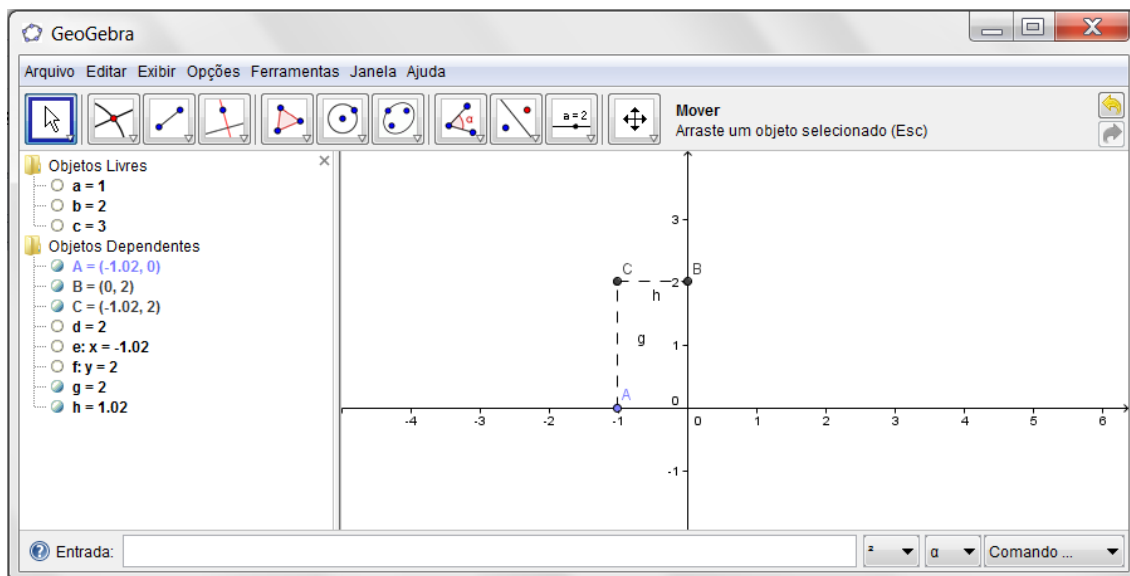 GeoGebra
Arquivo Editar Exibir Opções Ferramentas Janela Ajuda
a = 2
α
Mover
Arraste um objeto selecionado (Esc)
Objetos Livres
a = 1
b = 2
c = 3
Objetos Dependentes
A = (-1.02, 0)
B = (0, 2)
C = (-1.02, 2)
d = 2
e: x = -1.02
f: y = 2
g = 2
h = 1.02
3
C
B
2
h
g
1
A
0
-4 -3 -2 -1 0 1 2 3 4 5 6
-1
Entrada:
² α Comando ...